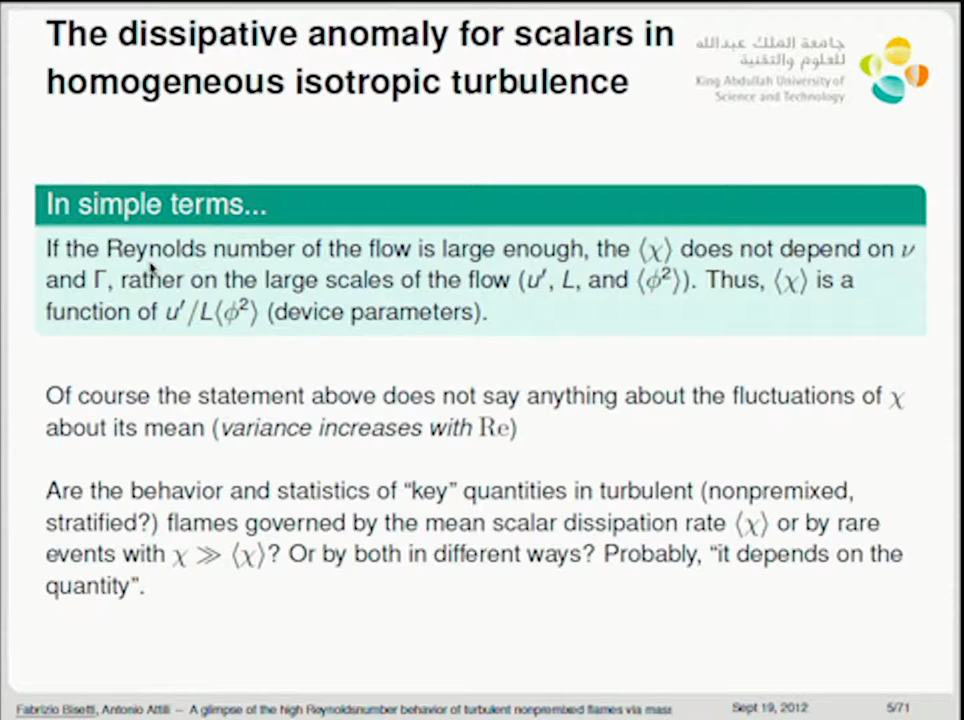 The dissipative anomaly for scalars in
homogeneous isotropic turbulence
جامعة الملك عبدالله
للعلوم والتقنية
King Abdullah University of
Science and Technology
In simple terms...
If the Reynolds number of the flow is large enough, the ⟨χ⟩ does not depend on ν
and Γ, rather on the large scales of the flow (u′, L, and ⟨ϕ²⟩). Thus, ⟨χ⟩ is a
function of u′/L⟨ϕ²⟩ (device parameters).
Of course the statement above does not say anything about the fluctuations of χ
about its mean (variance increases with Re)
Are the behavior and statistics of “key” quantities in turbulent (nonpremixed,
stratified?) flames governed by the mean scalar dissipation rate ⟨χ⟩ or by rare
events with χ ≫ ⟨χ⟩? Or by both in different ways? Probably, “it depends on the
quantity”.
Fabrizio Bisetti, Antonio Attili – A glimpse of the high Reynoldsnumber behavior of turbulent nonpremixed flames via mass Sept 19, 2012 5/71